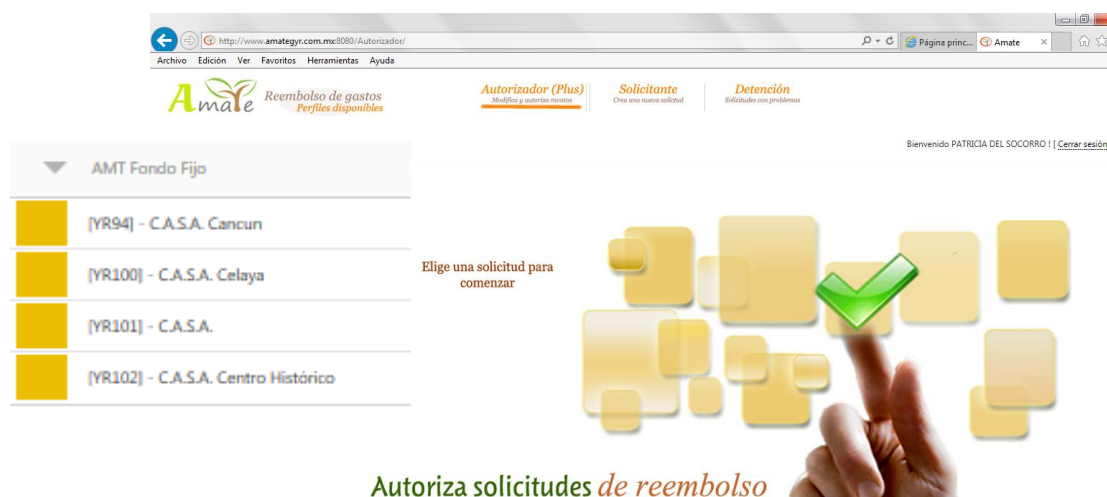 http://www.amategyr.com.mx:8080/Autorizador/
Página princ...
Amate
Archivo Edición Ver Favoritos Herramientas Ayuda
Amate
Reembolso de gastos
Perfiles disponibles
Autorizador (Plus)
Modifica y autoriza montos
Solicitante
Crea una nueva solictud
Detención
Solicitudes con problemas
Bienvenido PATRICIA DEL SOCORRO ! [ Cerrar sesión
AMT Fondo Fijo
[YR94] - C.A.S.A. Cancun
[YR100] - C.A.S.A. Celaya
[YR101] - C.A.S.A.
[YR102] - C.A.S.A. Centro Histórico
Elige una solicitud para
comenzar
Autoriza solicitudes de reembolso